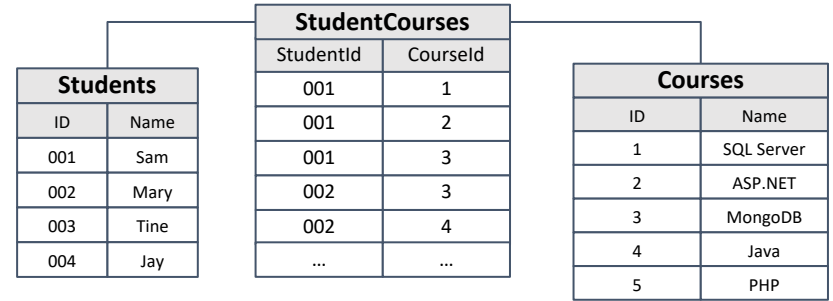 StudentCourses
StudentId CourseId
001 1
001 2
001 3
002 3
002 4
... ...
Students
ID Name
001 Sam
002 Mary
003 Tine
004 Jay
Courses
ID Name
1 SQL Server
2 ASP.NET
3 MongoDB
4 Java
5 PHP